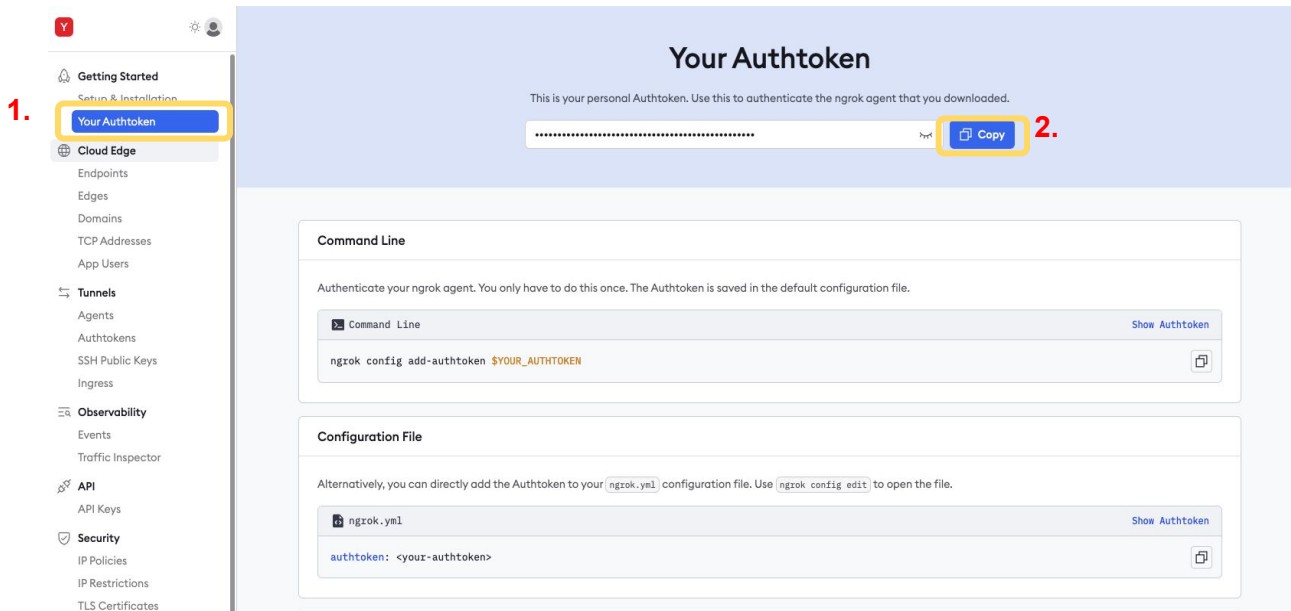 Y
Getting Started
Setup & Installation
1.
Your Authtoken
Cloud Edge
Endpoints
Edges
Domains
TCP Addresses
App Users
Tunnels
Agents
Authtokens
SSH Public Keys
Ingress
Observability
Events
Traffic Inspector
API
API Keys
Security
IP Policies
IP Restrictions
TLS Certificates
Your Authtoken
This is your personal Authtoken. Use this to authenticate the ngrok agent that you downloaded.
Copy
2.
Command Line
Authenticate your ngrok agent. You only have to do this once. The Authtoken is saved in the default configuration file.
Command Line
Show Authtoken
ngrok config add-authtoken $YOUR_AUTHTOKEN
Configuration File
Alternatively, you can directly add the Authtoken to your ngrok.yml configuration file. Use ngrok config edit to open the file.
ngrok.yml
Show Authtoken
authtoken: <your-authtoken>